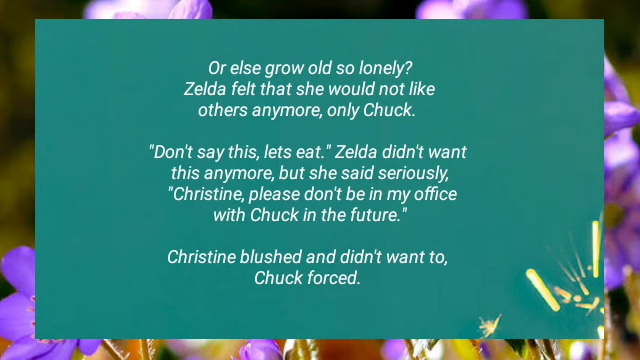 Or else grow old so lonely?
Zelda felt that she would not like
others anymore, only Chuck.
"Don't say this, lets eat." Zelda didn't want
this anymore, but she said seriously,
"Christine, please don't be in my office
with Chuck in the future."
Christine blushed and didn't want to,
Chuck forced.